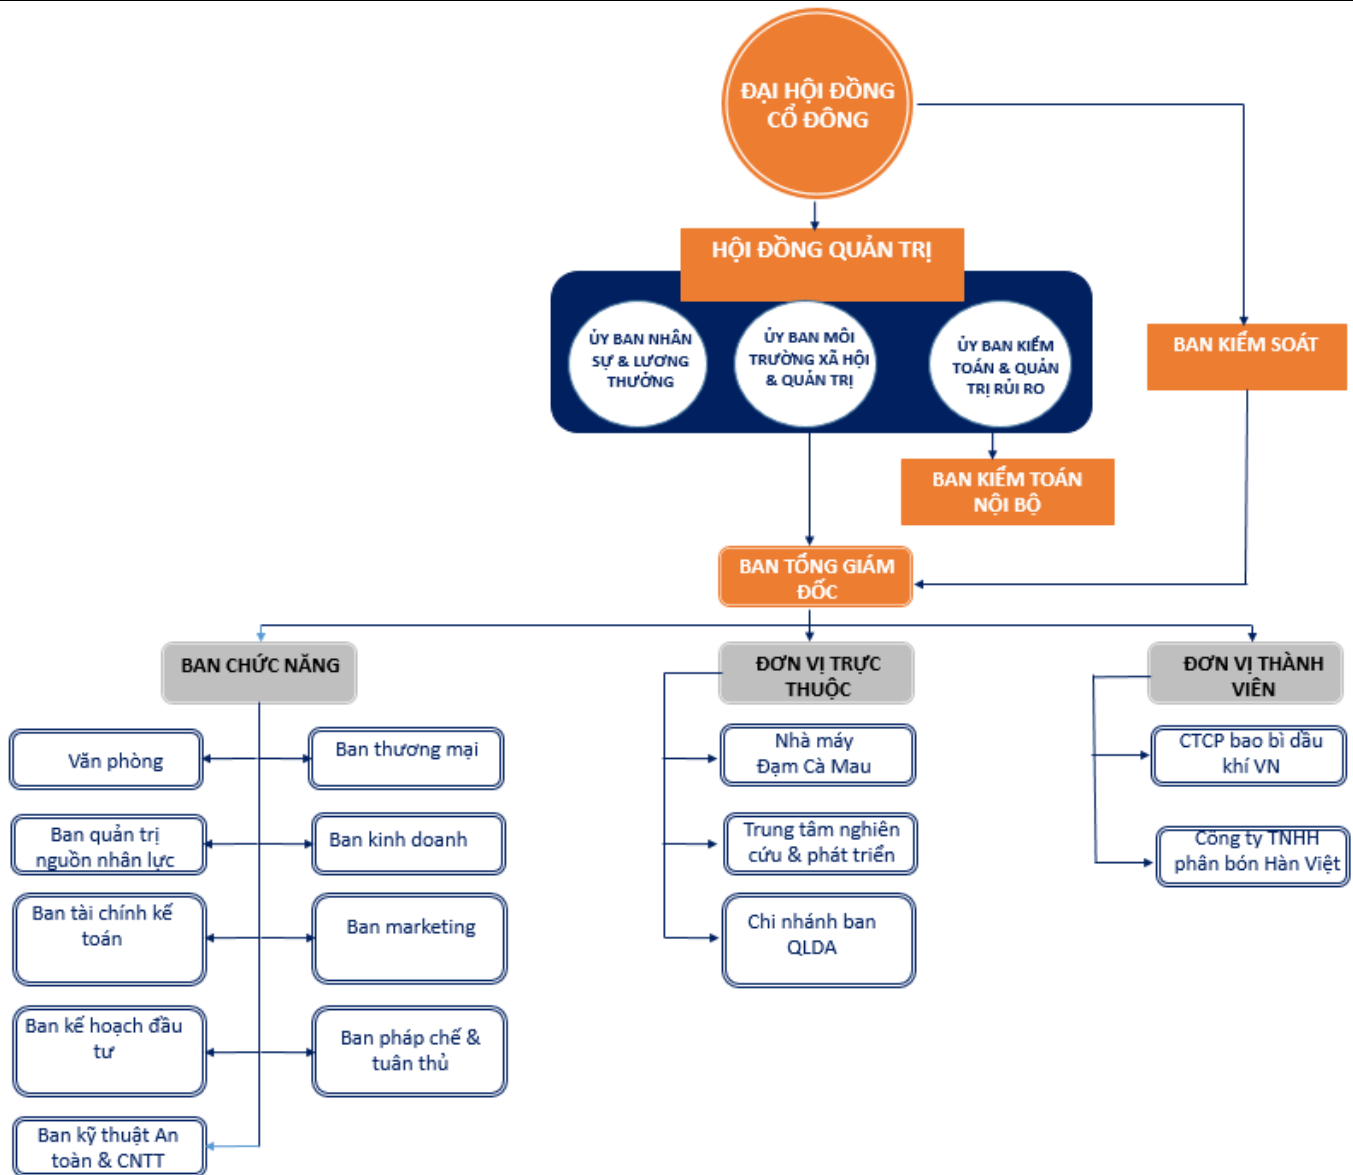 ĐẠI HỘI ĐỒNG
CỔ ĐÔNG
HỘI ĐỒNG QUẢN TRỊ
ỦY BAN NHÂN
SỰ & LƯƠNG
THƯỞNG
ỦY BAN MÔI
TRƯỜNG XÃ HỘI
& QUẢN TRỊ
ỦY BAN KIỂM
TOÁN & QUẢN
TRỊ RỦI RO
BAN KIỂM SOÁT
BAN KIỂM TOÁN
NỘI BỘ
BAN TỔNG GIÁM
ĐỐC
BAN CHỨC NĂNG
ĐƠN VỊ TRỰC
THUỘC
ĐƠN VỊ THÀNH
VIÊN
Văn phòng
Ban thương mại
Ban quản trị
nguồn nhân lực
Ban kinh doanh
Ban tài chính kế
toán
Ban marketing
Ban kế hoạch đầu
tư
Ban pháp chế &
tuân thủ
Ban kỹ thuật An
toàn & CNTT
Nhà máy
Đạm Cà Mau
Trung tâm nghiên
cứu & phát triển
Chi nhánh ban
QLDA
CTCP bao bì dầu
khí VN
Công ty TNHH
phân bón Hàn Việt